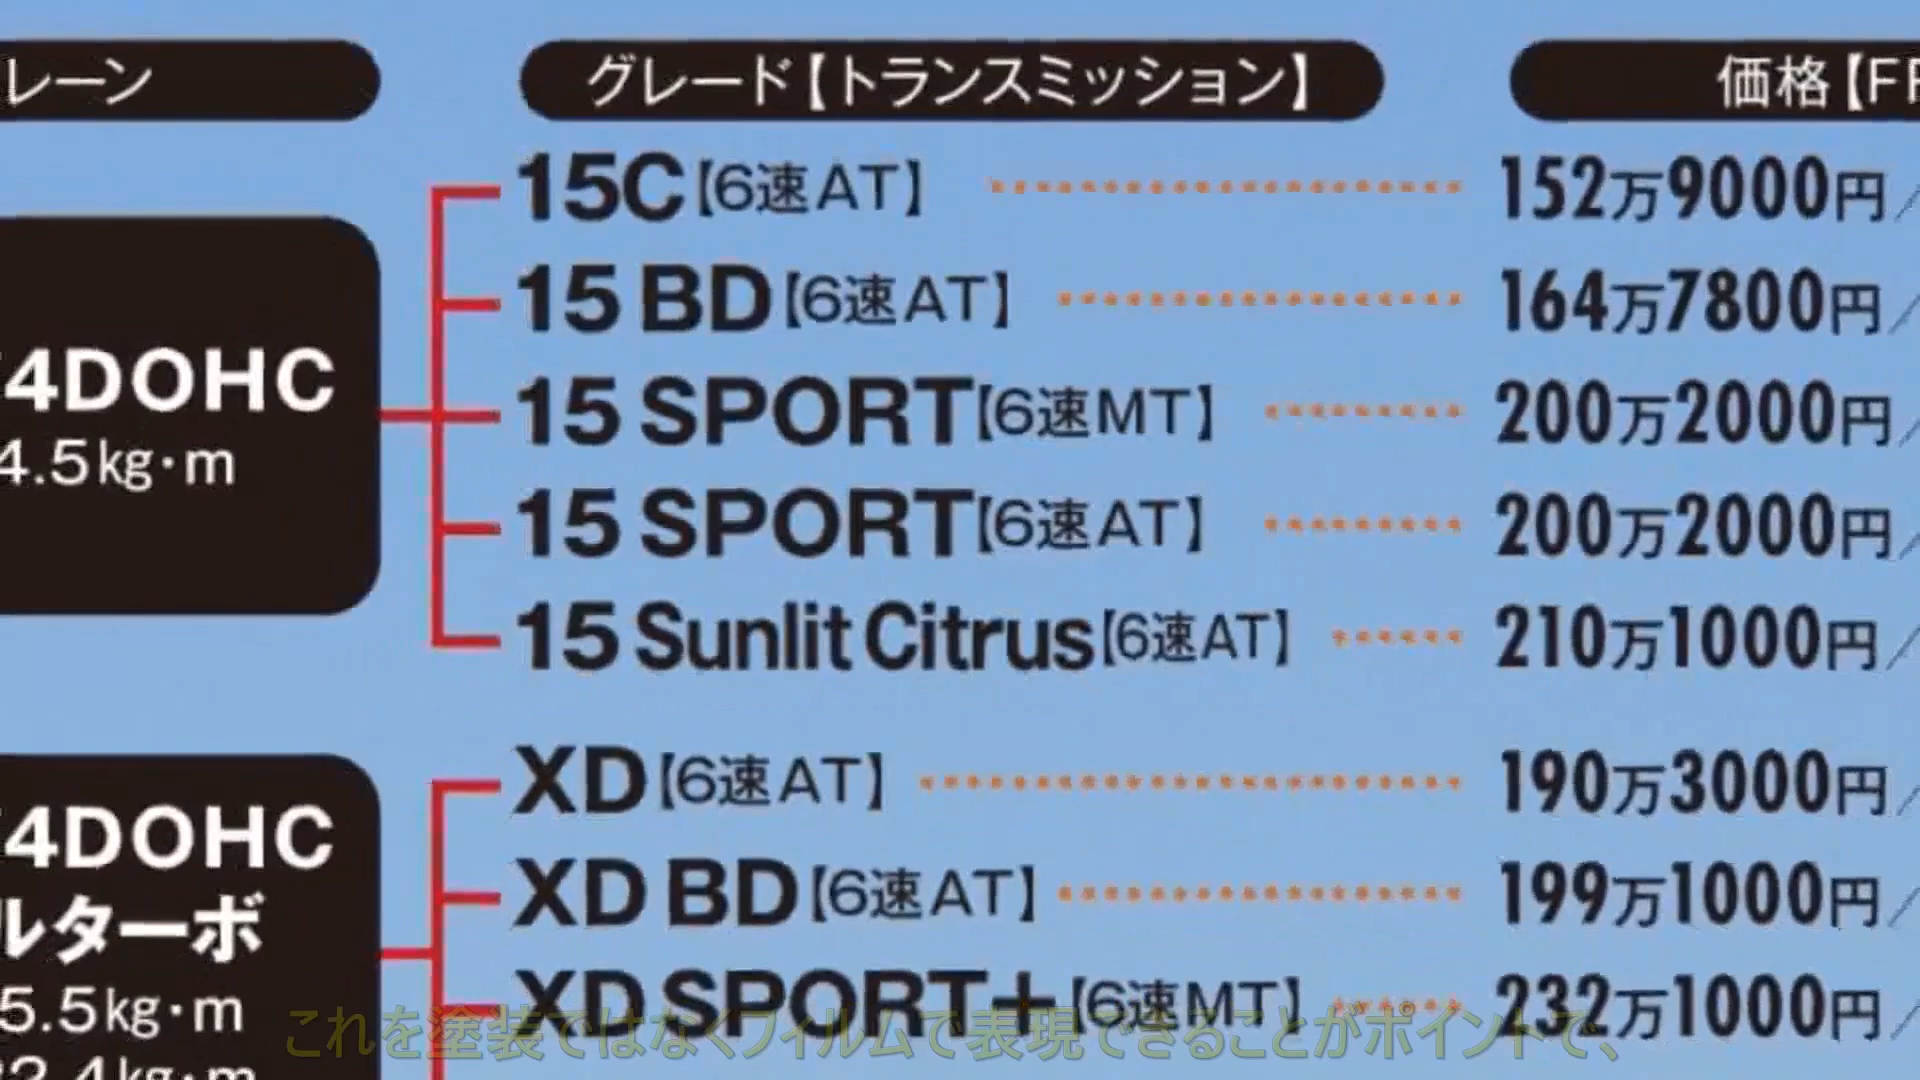 レーン
グレード【トランスミッション】
価格【FF
15C【6速AT】 152万9000円／
15 BD【6速AT】 164万7800円／
4DOHC
15 SPORT【6速MT】 200万2000円／
4.5kg・m
15 SPORT【6速AT】 200万2000円／
15 Sunlit Citrus【6速AT】 210万1000円／
XD【6速AT】 190万3000円／
4DOHC
XD BD【6速AT】 199万1000円／
ルターボ
XD SPORT+【6速MT】 232万1000円／
5.5kg・m
これを塗装ではなくフィルムで表現できることがポイントで、
22.4kg・m